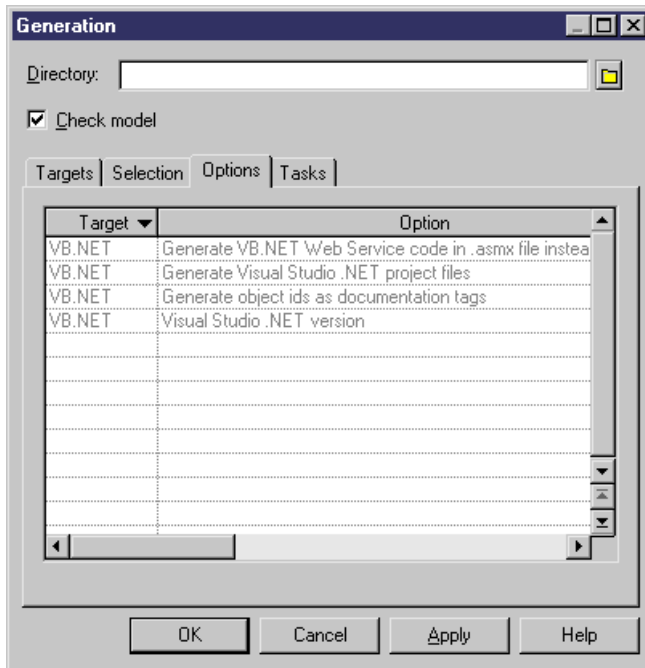 Generation
Directory:
Check model
Targets Selection Options Tasks
Target Option
VB.NET Generate VB.NET Web Service code in .asmx file instea
VB.NET Generate Visual Studio .NET project files
VB.NET Generate object ids as documentation tags
VB.NET Visual Studio .NET version
OK Cancel Apply Help